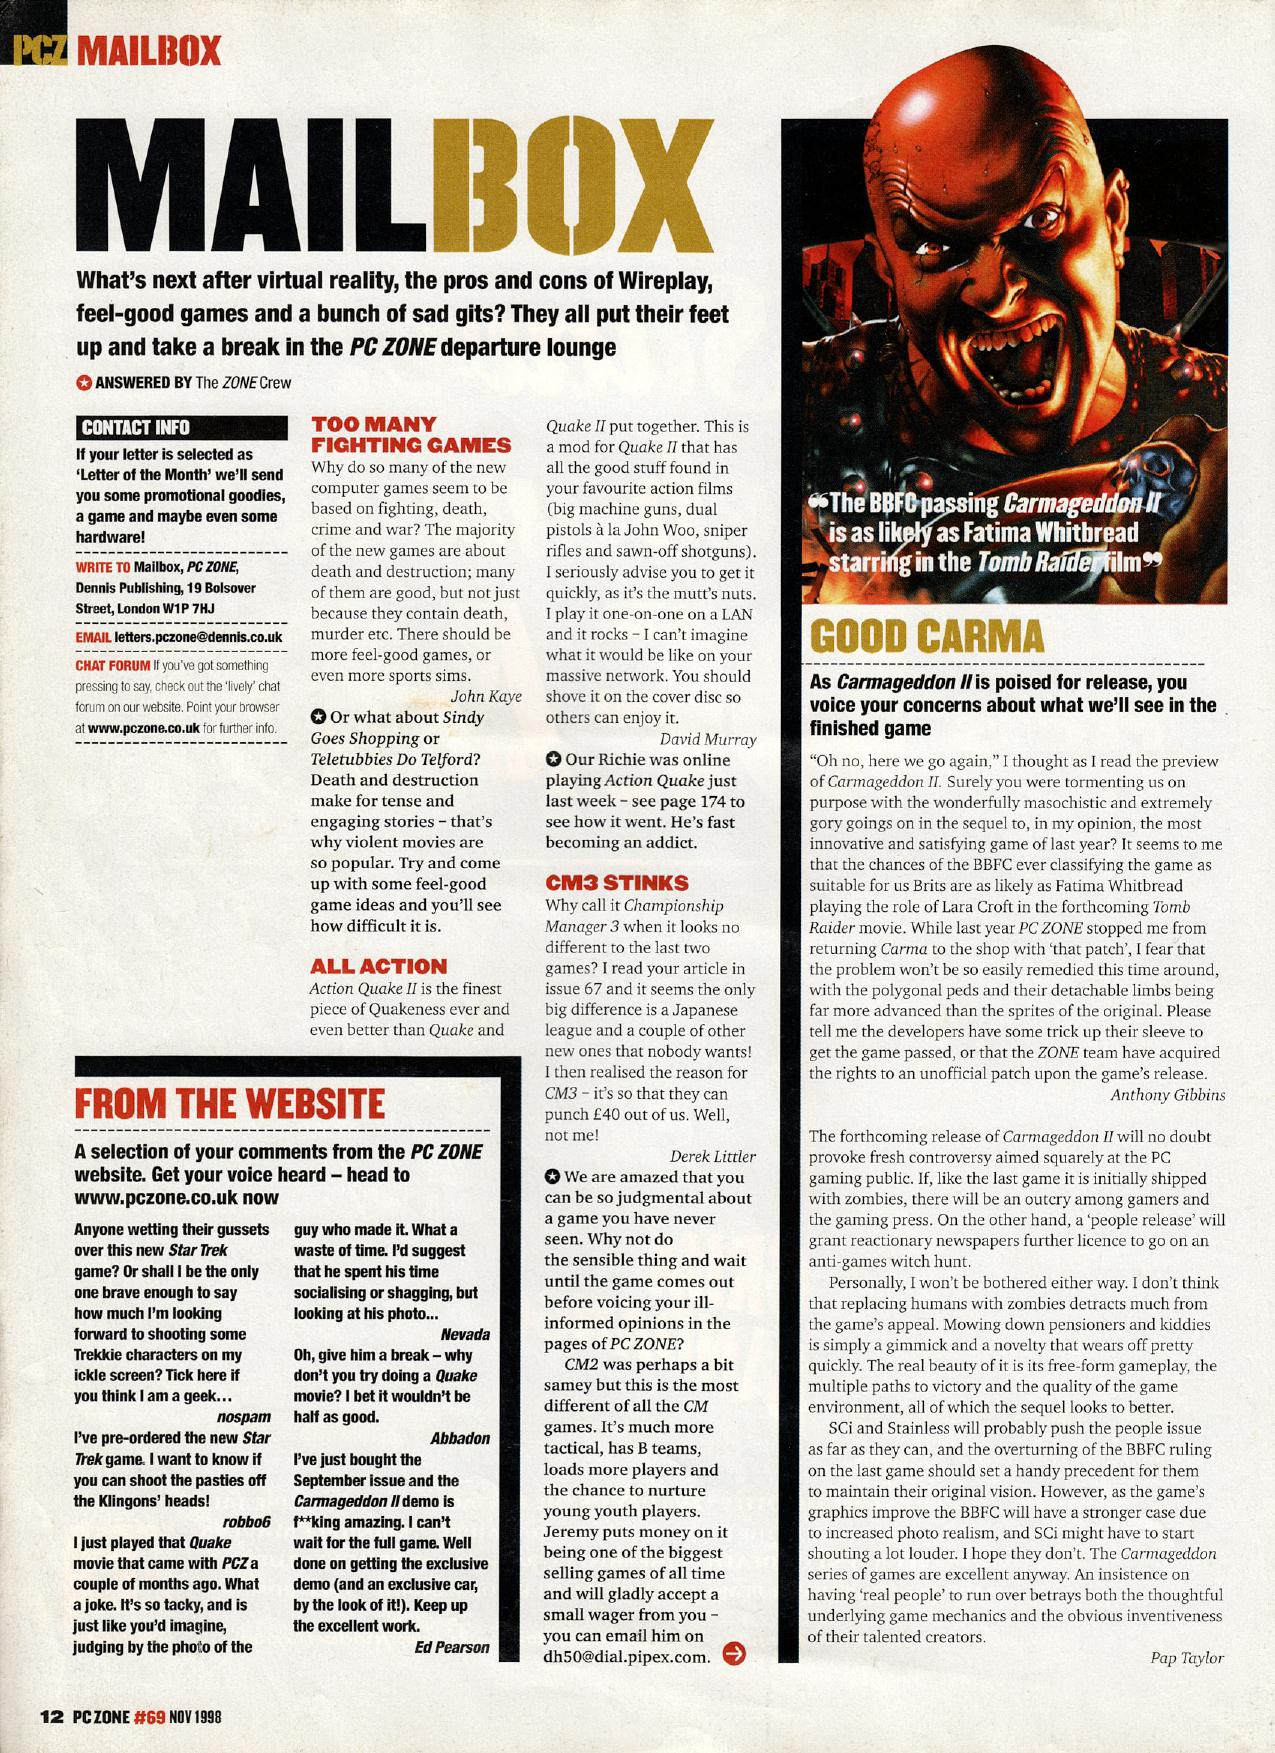 PCZ MAILBOX
MAILBOX
What's next after virtual reality, the pros and cons of Wireplay,
feel-good games and a bunch of sad gits? They all put their feet
up and take a break in the PC ZONE departure lounge
ANSWERED BY The ZONE Crew
CONTACT INFO
If your letter is selected as
'Letter of the Month' we'll send
you some promotional goodies,
a game and maybe even some
hardware!
WRITE TO Mailbox, PC ZONE,
Dennis Publishing, 19 Bolsover
Street, London W1P 7HJ
EMAIL letters.pczone@dennis.co.uk
CHAT FORUM If you've got something
pressing to say, check out the 'lively' chat
forum on our website. Point your browser
at www.pczone.co.uk for further info.
TOO MANY
FIGHTING GAMES
Why do so many of the new
computer games seem to be
based on fighting, death,
crime and war? The majority
of the new games are about
death and destruction; many
of them are good, but not just
because they contain death,
murder etc. There should be
more feel-good games, or
even more sports sims.
John Kaye
Or what about Sindy
Goes Shopping or
Teletubbies Do Telford?
Death and destruction
make for tense and
engaging stories – that's
why violent movies are
so popular. Try and come
up with some feel-good
game ideas and you'll see
how difficult it is.
ALL ACTION
Action Quake II is the finest
piece of Quakeness ever and
even better than Quake and
Quake II put together. This is
a mod for Quake II that has
all the good stuff found in
your favourite action films
(big machine guns, dual
pistols à la John Woo, sniper
rifles and sawn-off shotguns).
I seriously advise you to get it
quickly, as it's the mutt's nuts.
I play it one-on-one on a LAN
and it rocks – I can't imagine
what it would be like on your
massive network. You should
shove it on the cover disc so
others can enjoy it.
David Murray
Our Richie was online
playing Action Quake just
last week – see page 174 to
see how it went. He's fast
becoming an addict.
CM3 STINKS
Why call it Championship
Manager 3 when it looks no
different to the last two
games? I read your article in
issue 67 and it seems the only
big difference is a Japanese
league and a couple of other
new ones that nobody wants!
I then realised the reason for
CM3 – it's so that they can
punch £40 out of us. Well,
not me!
Derek Littler
We are amazed that you
can be so judgmental about
a game you have never
seen. Why not do
the sensible thing and wait
until the game comes out
before voicing your ill-
informed opinions in the
pages of PC ZONE?
CM2 was perhaps a bit
samey but this is the most
different of all the CM
games. It's much more
tactical, has B teams,
loads more players and
the chance to nurture
young youth players.
Jeremy puts money on it
being one of the biggest
selling games of all time
and will gladly accept a
small wager from you –
you can email him on
dh50@dial.pipex.com.
FROM THE WEBSITE
A selection of your comments from the PC ZONE
website. Get your voice heard – head to
www.pczone.co.uk now
Anyone wetting their gussets
over this new Star Trek
game? Or shall I be the only
one brave enough to say
how much I'm looking
forward to shooting some
Trekkie characters on my
ickle screen? Tick here if
you think I am a geek...
nospam
I've pre-ordered the new Star
Trek game. I want to know if
you can shoot the pasties off
the Klingons' heads!
robbo6
I just played that Quake
movie that came with PCZ a
couple of months ago. What
a joke. It's so tacky, and is
just like you'd imagine,
judging by the photo of the
guy who made it. What a
waste of time. I'd suggest
that he spent his time
socialising or shagging, but
looking at his photo...
Nevada
Oh, give him a break – why
don't you try doing a Quake
movie? I bet it wouldn't be
half as good.
Abbadon
I've just bought the
September issue and the
Carmageddon II demo is
f**king amazing. I can't
wait for the full game. Well
done on getting the exclusive
demo (and an exclusive car,
by the look of it!). Keep up
the excellent work.
Ed Pearson
“The BBFC passing Carmageddon II
is as likely as Fatima Whitbread
starring in the Tomb Raider film”
GOOD CARMA
As Carmageddon II is poised for release, you
voice your concerns about what we'll see in the
finished game
“Oh no, here we go again,” I thought as I read the preview
of Carmageddon II. Surely you were tormenting us on
purpose with the wonderfully masochistic and extremely
gory goings on in the sequel to, in my opinion, the most
innovative and satisfying game of last year? It seems to me
that the chances of the BBFC ever classifying the game as
suitable for us Brits are as likely as Fatima Whitbread
playing the role of Lara Croft in the forthcoming Tomb
Raider movie. While last year PC ZONE stopped me from
returning Carma to the shop with 'that patch', I fear that
the problem won't be so easily remedied this time around,
with the polygonal peds and their detachable limbs being
far more advanced than the sprites of the original. Please
tell me the developers have some trick up their sleeve to
get the game passed, or that the ZONE team have acquired
the rights to an unofficial patch upon the game's release.
Anthony Gibbins
The forthcoming release of Carmageddon II will no doubt
provoke fresh controversy aimed squarely at the PC
gaming public. If, like the last game it is initially shipped
with zombies, there will be an outcry among gamers and
the gaming press. On the other hand, a 'people release' will
grant reactionary newspapers further licence to go on an
anti-games witch hunt.
Personally, I won't be bothered either way. I don't think
that replacing humans with zombies detracts much from
the game's appeal. Mowing down pensioners and kiddies
is simply a gimmick and a novelty that wears off pretty
quickly. The real beauty of it is its free-form gameplay, the
multiple paths to victory and the quality of the game
environment, all of which the sequel looks to better.
SCi and Stainless will probably push the people issue
as far as they can, and the overturning of the BBFC ruling
on the last game should set a handy precedent for them
to maintain their original vision. However, as the game's
graphics improve the BBFC will have a stronger case due
to increased photo realism, and SCi might have to start
shouting a lot louder. I hope they don't. The Carmageddon
series of games are excellent anyway. An insistence on
having 'real people' to run over betrays both the thoughtful
underlying game mechanics and the obvious inventiveness
of their talented creators.
Pap Taylor
12 PC ZONE #69 NOV 1998